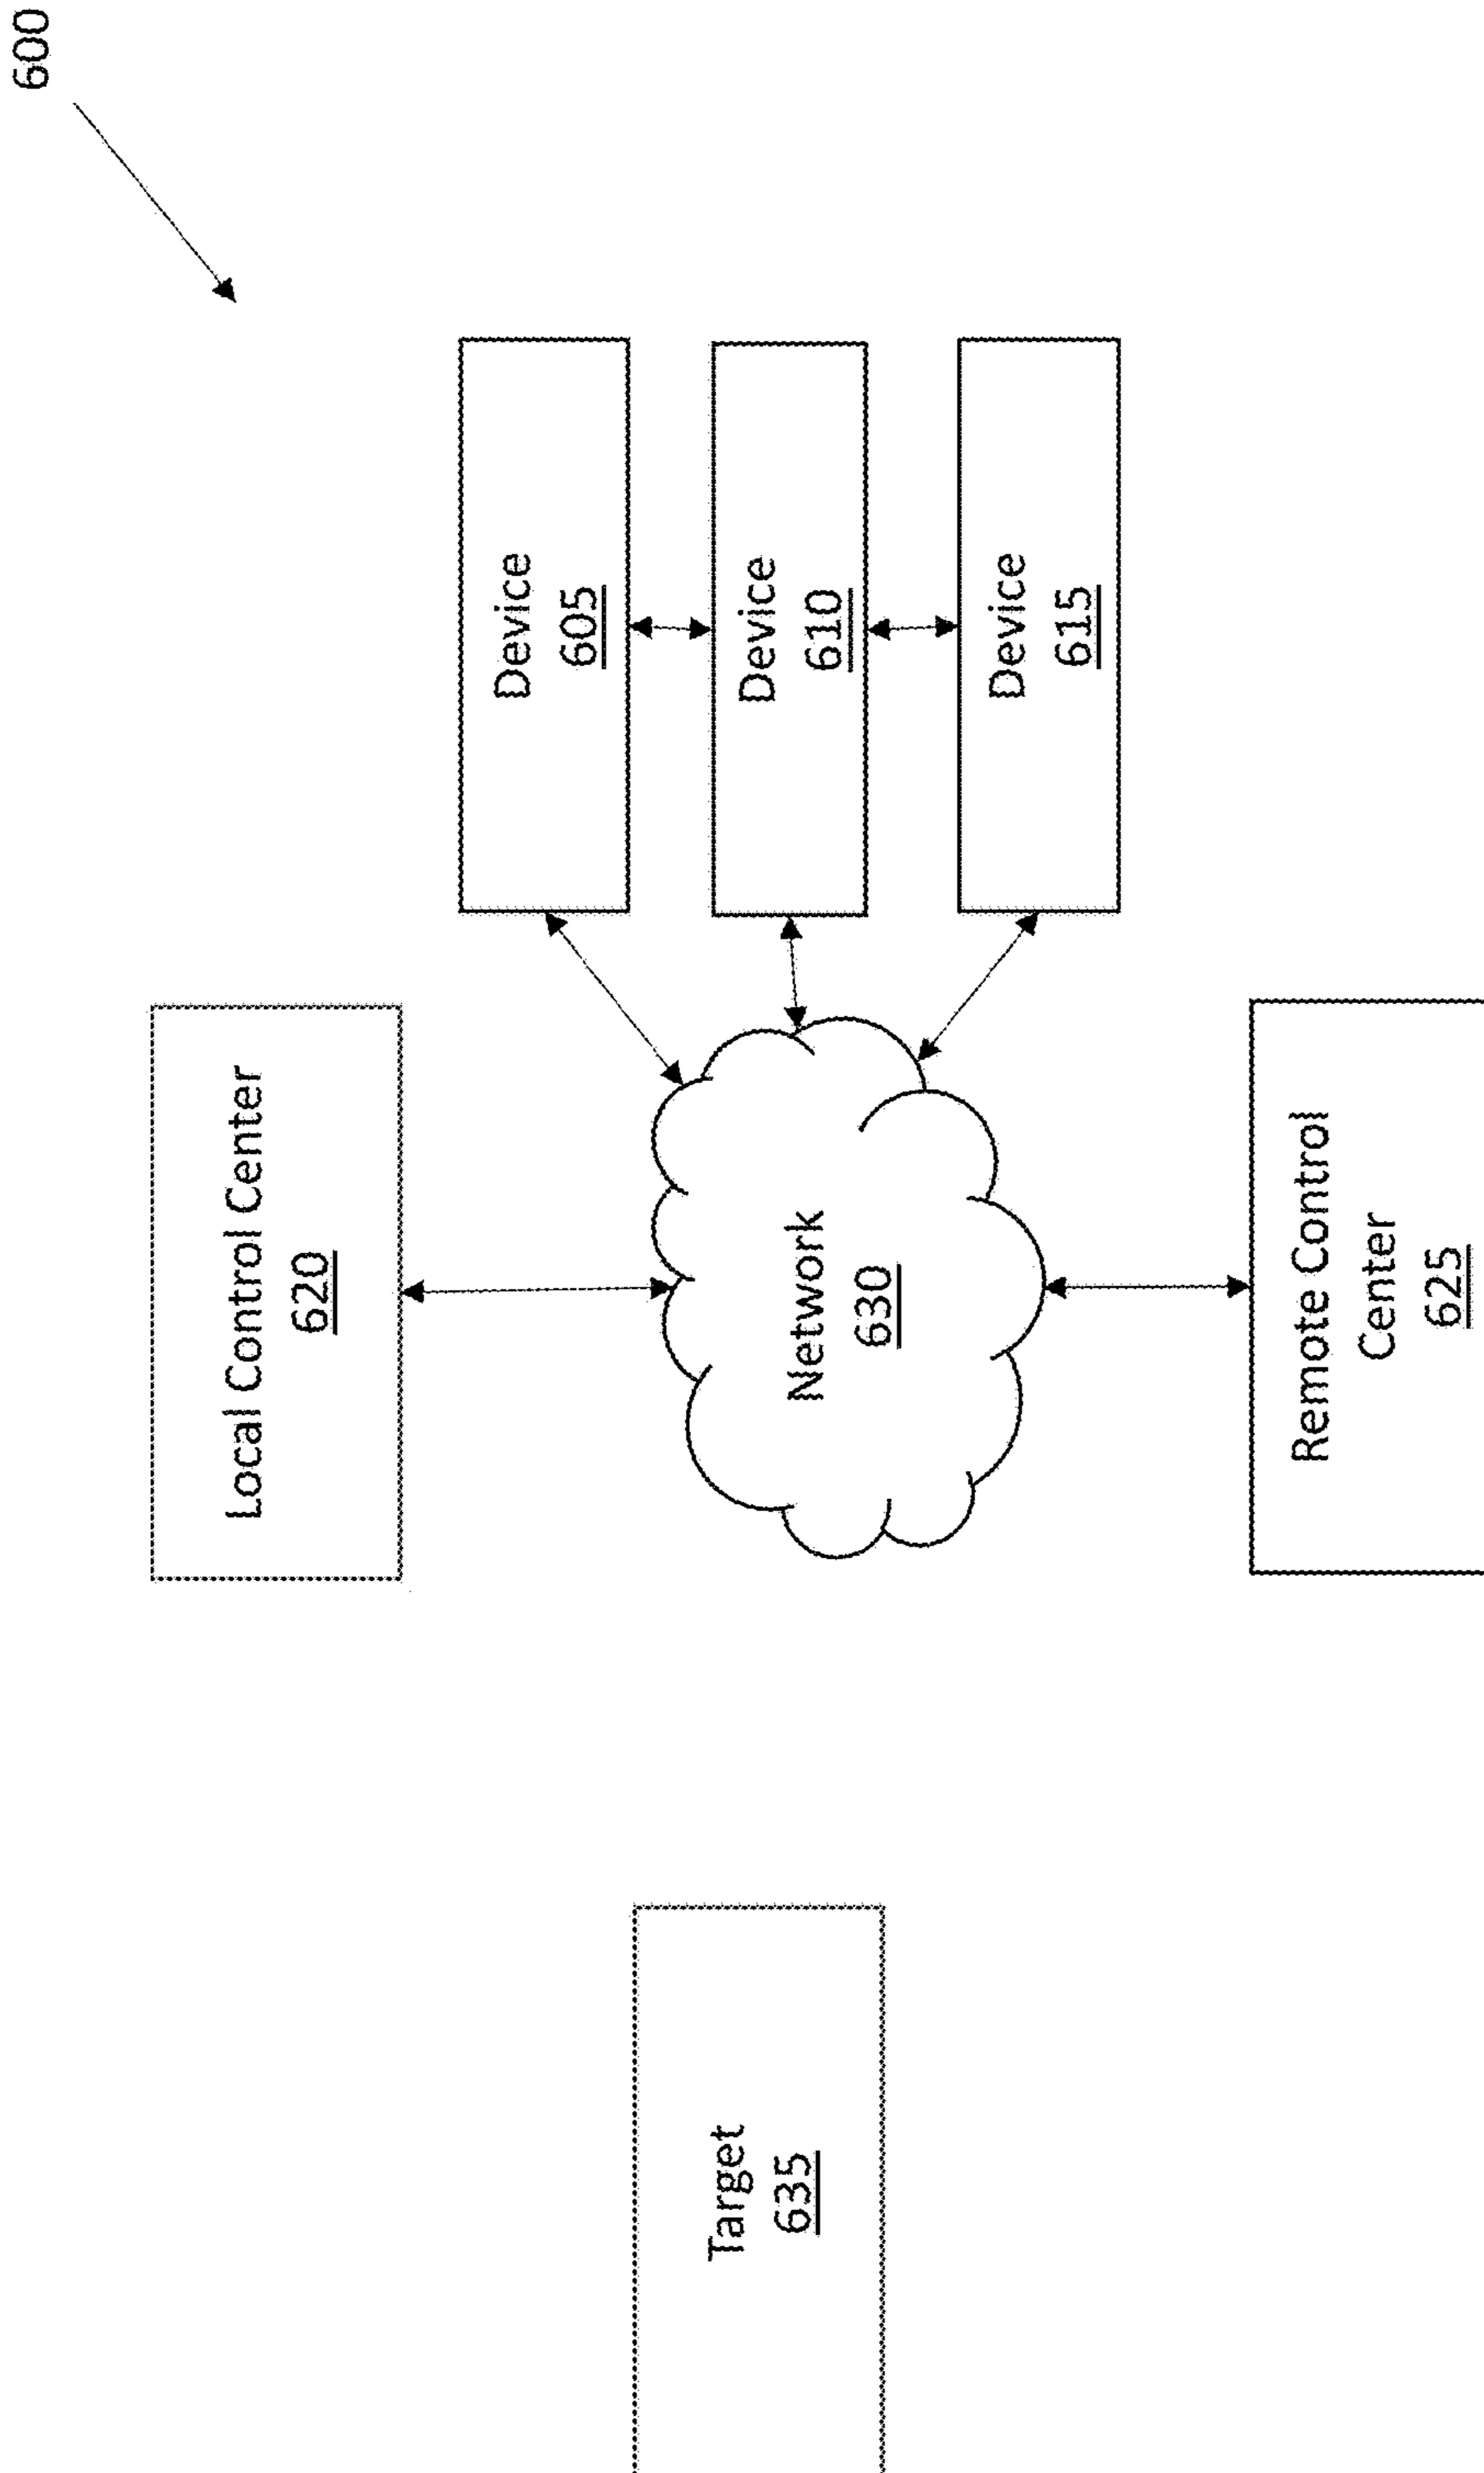 600
Local Control Center
620
Device
605
Device
610
Device
615
Network
630
Remote Control
Center
625
Target
635